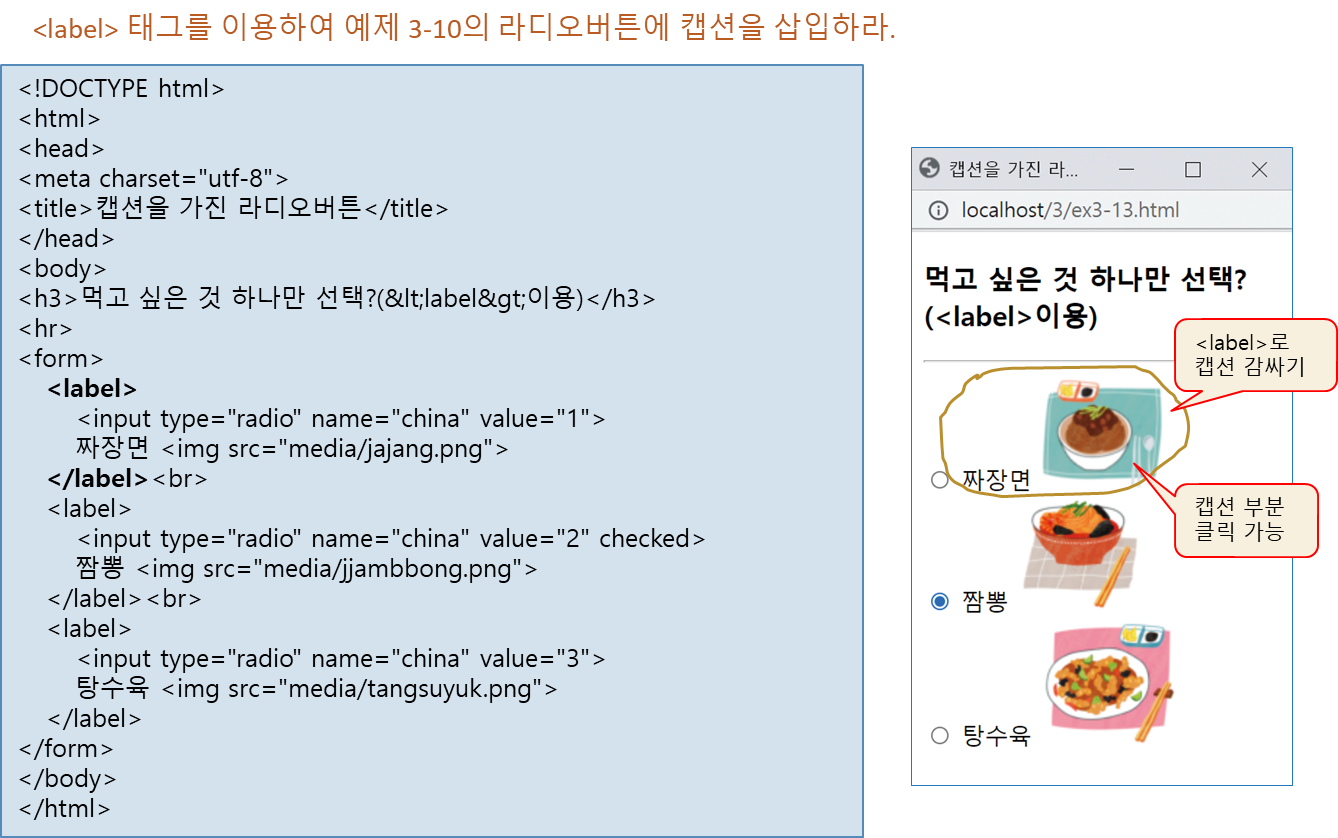 <label> 태그를 이용하여 예제 3-10의 라디오버튼에 캡션을 삽입하라.
<!DOCTYPE html>
<html>
<head>
<meta charset="utf-8">
<title>캡션을 가진 라디오버튼</title>
</head>
<body>
<h3>먹고 싶은 것 하나만 선택?(&lt;label&gt;이용)</h3>
<hr>
<form>
<label>
<input type="radio" name="china" value="1">
짜장면 <img src="media/jajang.png">
</label><br>
<label>
<input type="radio" name="china" value="2" checked>
짬뽕 <img src="media/jjambbong.png">
</label><br>
<label>
<input type="radio" name="china" value="3">
탕수육 <img src="media/tangsuyuk.png">
</label>
</form>
</body>
</html>
캡션을 가진 라...
localhost/3/ex3-13.html
먹고 싶은 것 하나만 선택?
(<label>이용)
<label>로
캡션 감싸기
짜장면
캡션 부분
클릭 가능
짬뽕
탕수육